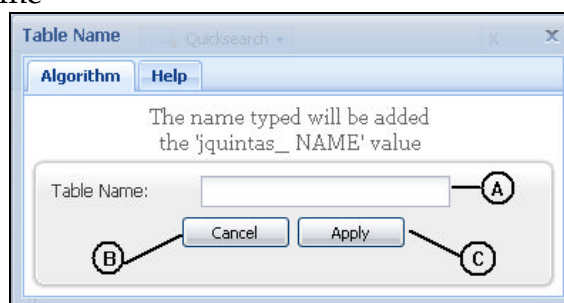 Table Name
Quicksearch
x
x
Algorithm Help
The name typed will be added
the 'jquintas_ NAME' value
Table Name:
A
Cancel Apply
B
C